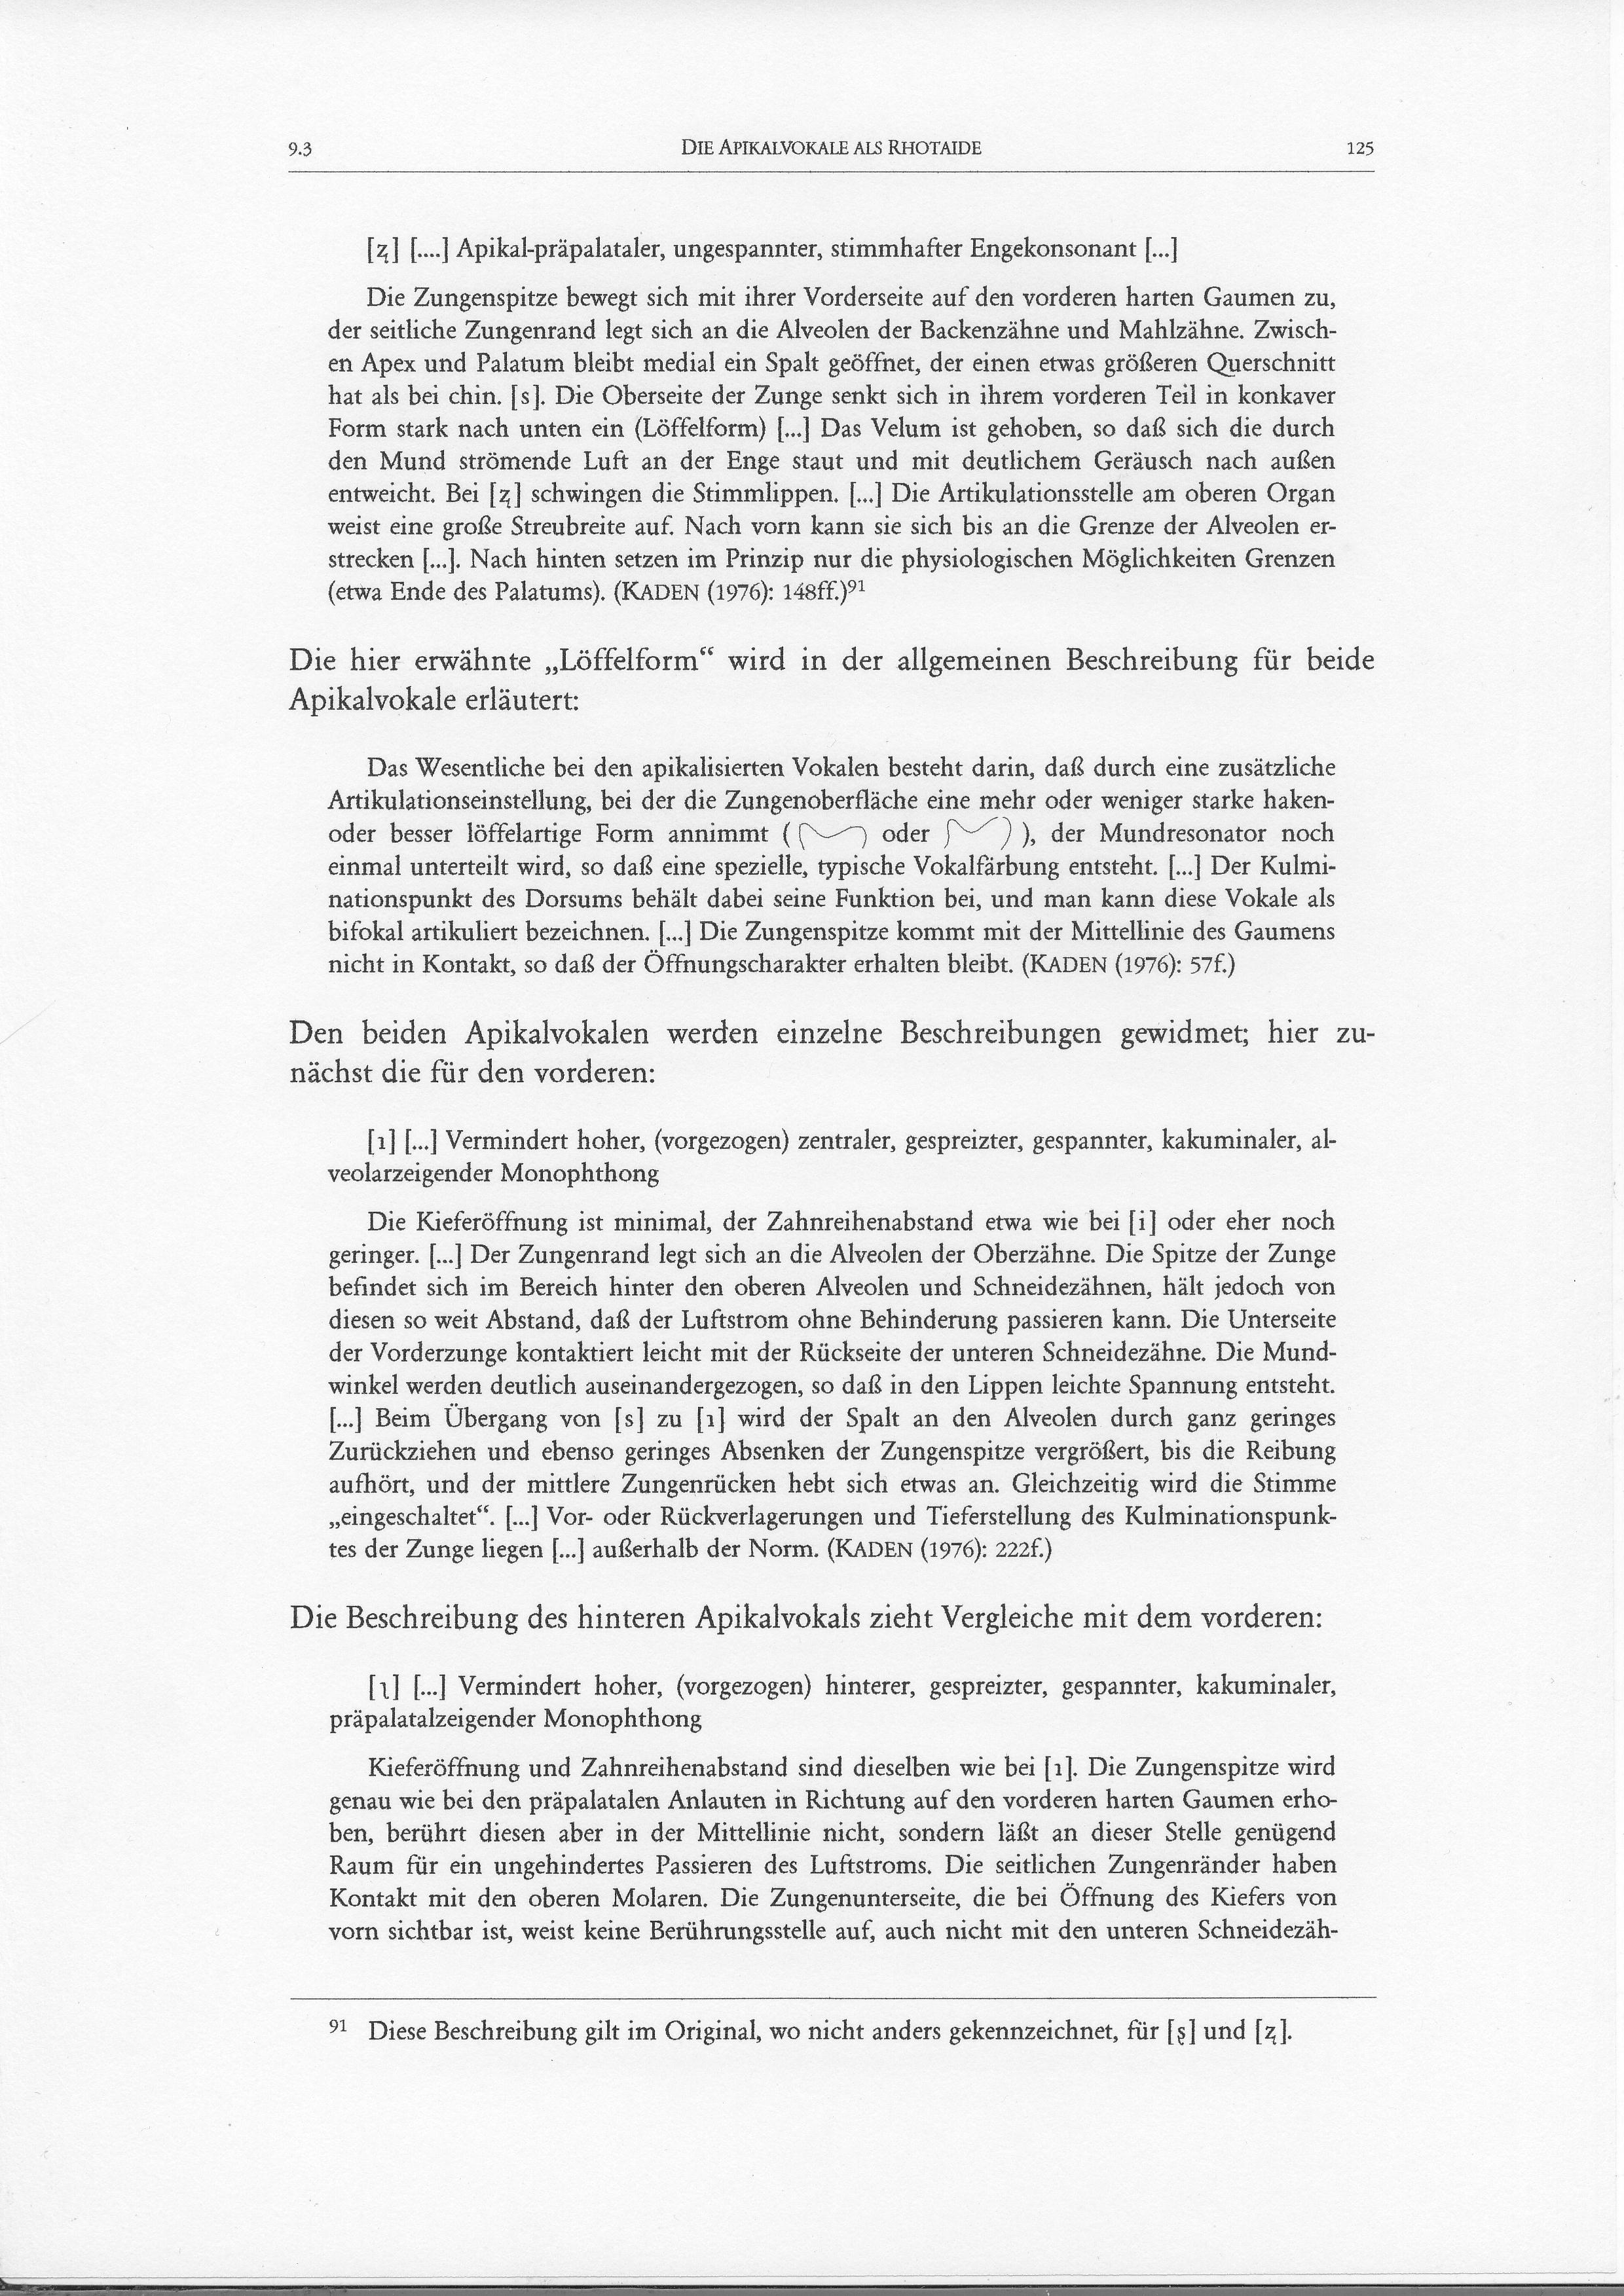 9.3 DIE APIKALVOKALE ALS RHOTAIDE 125
[ʐ] [....] Apikal-präpalataler, ungespannter, stimmhafter Engekonsonant [...]
Die Zungenspitze bewegt sich mit ihrer Vorderseite auf den vorderen harten Gaumen zu,
der seitliche Zungenrand legt sich an die Alveolen der Backenzähne und Mahlzähne. Zwisch-
en Apex und Palatum bleibt medial ein Spalt geöffnet, der einen etwas größeren Querschnitt
hat als bei chin. [s]. Die Oberseite der Zunge senkt sich in ihrem vorderen Teil in konkaver
Form stark nach unten ein (Löffelform) [...] Das Velum ist gehoben, so daß sich die durch
den Mund strömende Luft an der Enge staut und mit deutlichem Geräusch nach außen
entweicht. Bei [ʐ] schwingen die Stimmlippen. [...] Die Artikulationsstelle am oberen Organ
weist eine große Streubreite auf. Nach vorn kann sie sich bis an die Grenze der Alveolen er-
strecken [...]. Nach hinten setzen im Prinzip nur die physiologischen Möglichkeiten Grenzen
(etwa Ende des Palatums). (KADEN (1976): 148ff.)⁹¹
Die hier erwähnte „Löffelform“ wird in der allgemeinen Beschreibung für beide
Apikalvokale erläutert:
Das Wesentliche bei den apikalisierten Vokalen besteht darin, daß durch eine zusätzliche
Artikulationseinstellung, bei der die Zungenoberfläche eine mehr oder weniger starke haken-
oder besser löffelartige Form annimmt ( oder ), der Mundresonator noch
einmal unterteilt wird, so daß eine spezielle, typische Vokalfärbung entsteht. [...] Der Kulmi-
nationspunkt des Dorsums behält dabei seine Funktion bei, und man kann diese Vokale als
bifokal artikuliert bezeichnen. [...] Die Zungenspitze kommt mit der Mittellinie des Gaumens
nicht in Kontakt, so daß der Öffnungscharakter erhalten bleibt. (KADEN (1976): 57f.)
Den beiden Apikalvokalen werden einzelne Beschreibungen gewidmet; hier zu-
nächst die für den vorderen:
[ɿ] [...] Vermindert hoher, (vorgezogen) zentraler, gespreizter, gespannter, kakuminaler, al-
veolarzeigender Monophthong
Die Kieferöffnung ist minimal, der Zahnreihenabstand etwa wie bei [i] oder eher noch
geringer. [...] Der Zungenrand legt sich an die Alveolen der Oberzähne. Die Spitze der Zunge
befindet sich im Bereich hinter den oberen Alveolen und Schneidezähnen, hält jedoch von
diesen so weit Abstand, daß der Luftstrom ohne Behinderung passieren kann. Die Unterseite
der Vorderzunge kontaktiert leicht mit der Rückseite der unteren Schneidezähne. Die Mund-
winkel werden deutlich auseinandergezogen, so daß in den Lippen leichte Spannung entsteht.
[...] Beim Übergang von [s] zu [ɿ] wird der Spalt an den Alveolen durch ganz geringes
Zurückziehen und ebenso geringes Absenken der Zungenspitze vergrößert, bis die Reibung
aufhört, und der mittlere Zungenrücken hebt sich etwas an. Gleichzeitig wird die Stimme
„eingeschaltet“. [...] Vor- oder Rückverlagerungen und Tieferstellung des Kulminationspunk-
tes der Zunge liegen [...] außerhalb der Norm. (KADEN (1976): 222f.)
Die Beschreibung des hinteren Apikalvokals zieht Vergleiche mit dem vorderen:
[ʅ] [...] Vermindert hoher, (vorgezogen) hinterer, gespreizter, gespannter, kakuminaler,
präpalatalzeigender Monophthong
Kieferöffnung und Zahnreihenabstand sind dieselben wie bei [ɿ]. Die Zungenspitze wird
genau wie bei den präpalatalen Anlauten in Richtung auf den vorderen harten Gaumen erho-
ben, berührt diesen aber in der Mittellinie nicht, sondern läßt an dieser Stelle genügend
Raum für ein ungehindertes Passieren des Luftstroms. Die seitlichen Zungenränder haben
Kontakt mit den oberen Molaren. Die Zungenunterseite, die bei Öffnung des Kiefers von
vorn sichtbar ist, weist keine Berührungsstelle auf, auch nicht mit den unteren Schneidezäh-
⁹¹ Diese Beschreibung gilt im Original, wo nicht anders gekennzeichnet, für [ʂ] und [ʐ].